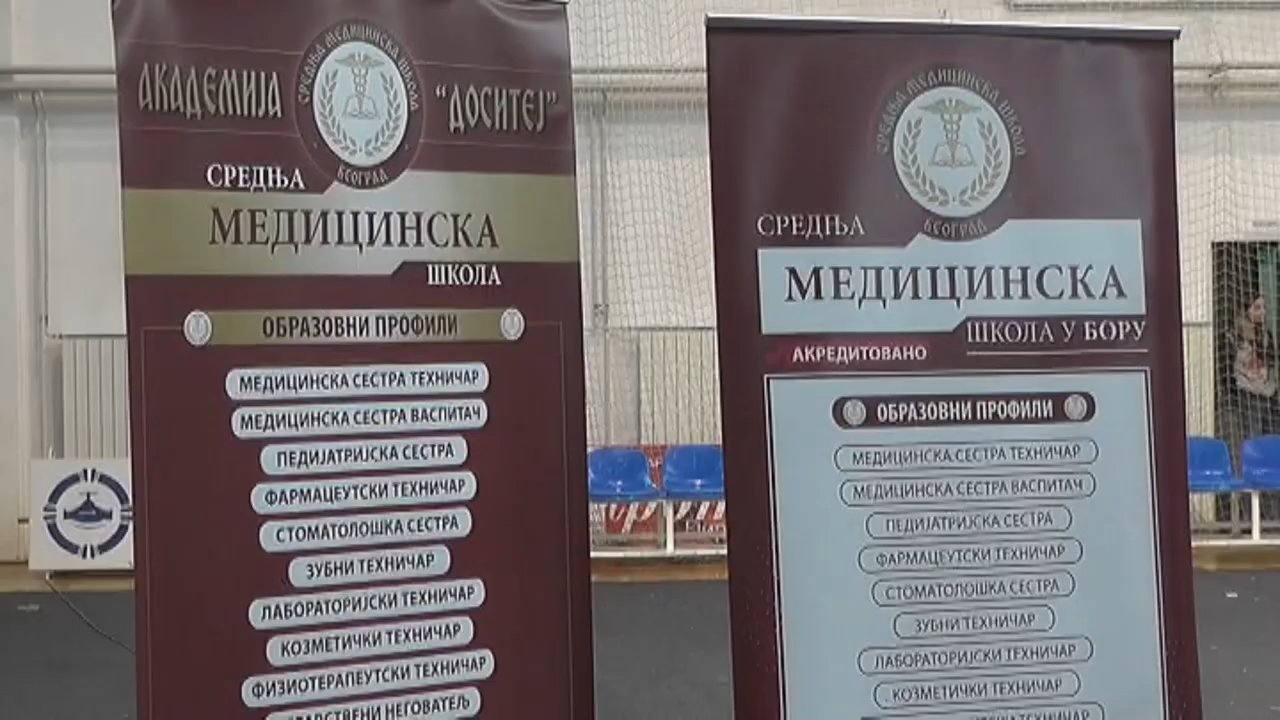 АКАДЕМИЈА
"ДОСИТЕЈ"
СРЕДЊА МЕДИЦИНСКА ШКОЛА
БЕОГРАД
СРЕДЊА
МЕДИЦИНСКА
ШКОЛА
ОБРАЗОВНИ ПРОФИЛИ
МЕДИЦИНСКА СЕСТРА ТЕХНИЧАР
МЕДИЦИНСКА СЕСТРА ВАСПИТАЧ
ПЕДИЈАТРИЈСКА СЕСТРА
ФАРМАЦЕУТСКИ ТЕХНИЧАР
СТОМАТОЛОШКА СЕСТРА
ЗУБНИ ТЕХНИЧАР
ЛАБОРАТОРИЈСКИ ТЕХНИЧАР
КОЗМЕТИЧКИ ТЕХНИЧАР
ФИЗИОТЕРАПЕУТСКИ ТЕХНИЧАР
НЕГОВАТЕЉ
СРЕДЊА МЕДИЦИНСКА ШКОЛА
БЕОГРАД
СРЕДЊА
МЕДИЦИНСКА
ШКОЛА У БОРУ
АКРЕДИТОВАНО
ОБРАЗОВНИ ПРОФИЛИ
МЕДИЦИНСКА СЕСТРА ТЕХНИЧАР
МЕДИЦИНСКА СЕСТРА ВАСПИТАЧ
ПЕДИЈАТРИЈСКА СЕСТРА
ФАРМАЦЕУТСКИ ТЕХНИЧАР
СТОМАТОЛОШКА СЕСТРА
ЗУБНИ ТЕХНИЧАР
ЛАБОРАТОРИЈСКИ ТЕХНИЧАР
КОЗМЕТИЧКИ ТЕХНИЧАР
ТЕХНИЧАР